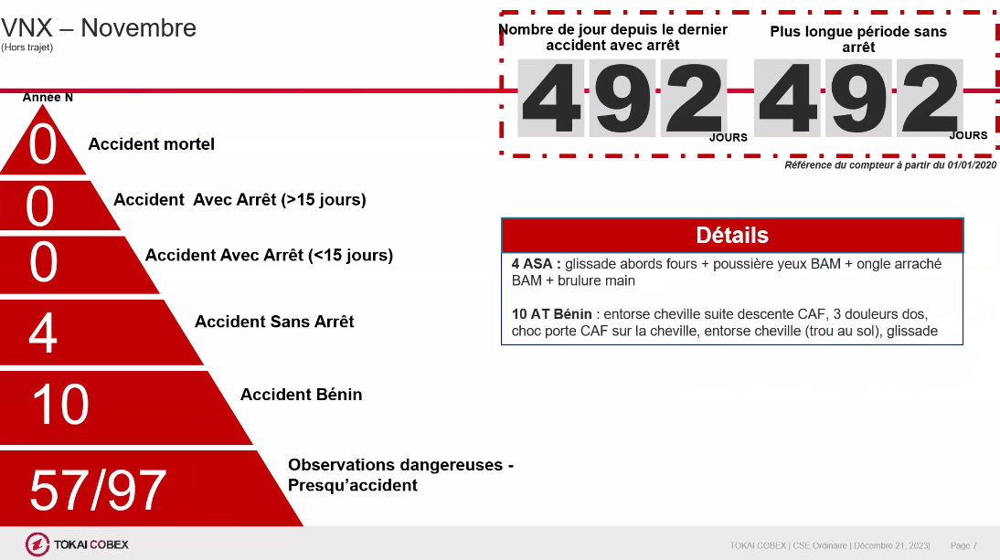 VNX – Novembre
(Hors trajet)
Nombre de jour depuis le dernier
accident avec arrêt
Plus longue période sans
arrêt
492
JOURS
492
JOURS
Référence du compteur à partir du 01/01/2020
Année N
0
Accident mortel
0
Accident Avec Arrêt (>15 jours)
0
Accident Avec Arrêt (<15 jours)
4
Accident Sans Arrêt
10
Accident Bénin
57/97
Observations dangereuses -
Presqu’accident
Détails
4 ASA : glissade abords fours + poussière yeux BAM + ongle arraché
BAM + brulure main
10 AT Bénin : entorse cheville suite descente CAF, 3 douleurs dos,
choc porte CAF sur la cheville, entorse cheville (trou au sol), glissade
TOKAI COBEX
TOKAI COBEX | CSE Ordinaire | Décembre 21, 2023|
Page 7